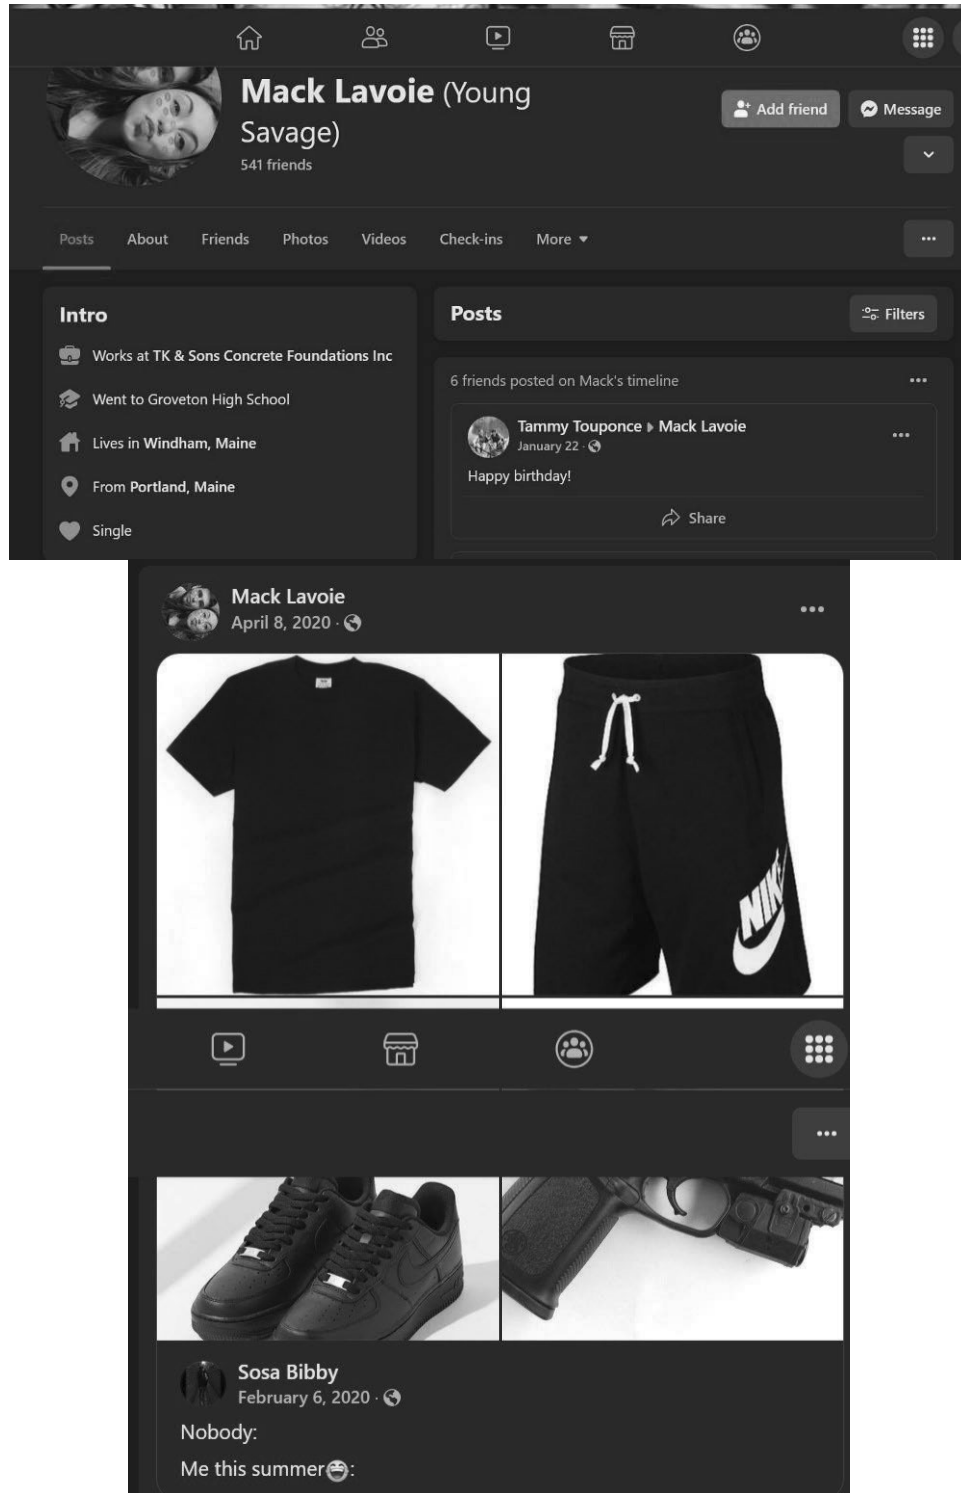 Mack Lavoie (Young
Savage)
541 friends
Add friend
Message
Posts
About
Friends
Photos
Videos
Check-ins
More
Intro
Works at TK & Sons Concrete Foundations Inc
Went to Groveton High School
Lives in Windham, Maine
From Portland, Maine
Single
Posts
Filters
6 friends posted on Mack's timeline
Tammy Touponce ▸ Mack Lavoie
January 22 ·
Happy birthday!
Share
Mack Lavoie
April 8, 2020 ·
NIKE
Sosa Bibby
February 6, 2020 ·
Nobody:
Me this summer😂: